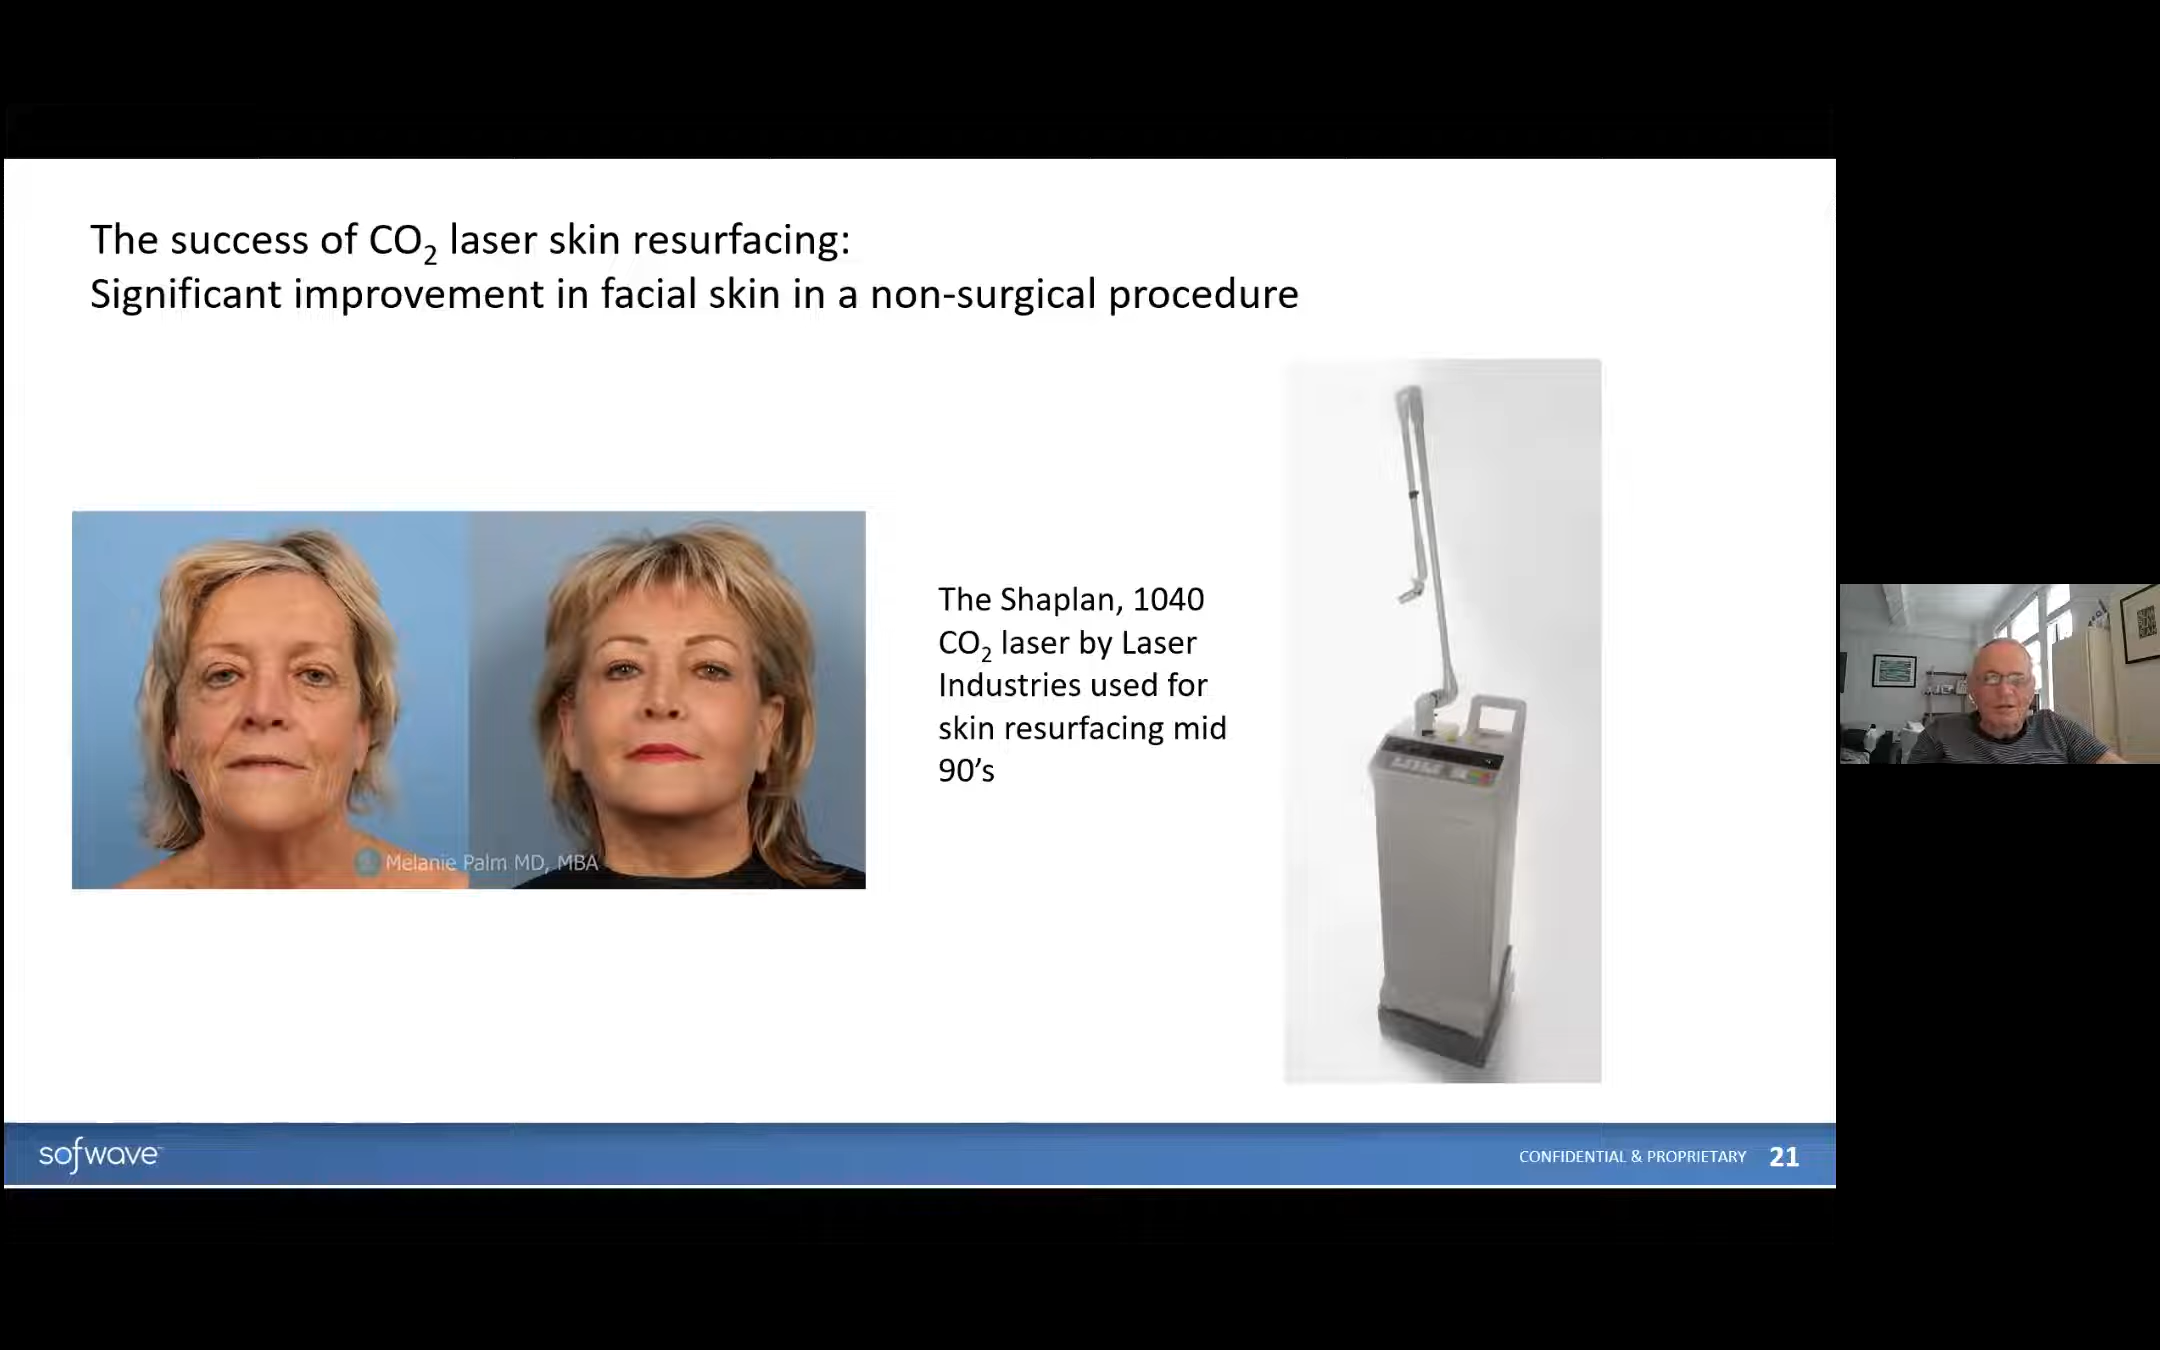 The success of CO₂ laser skin resurfacing:
Significant improvement in facial skin in a non-surgical procedure
The Shaplan, 1040
CO₂ laser by Laser
Industries used for
skin resurfacing mid
90’s
Melanie Palm MD, MBA
sofwave
CONFIDENTIAL & PROPRIETARY 21